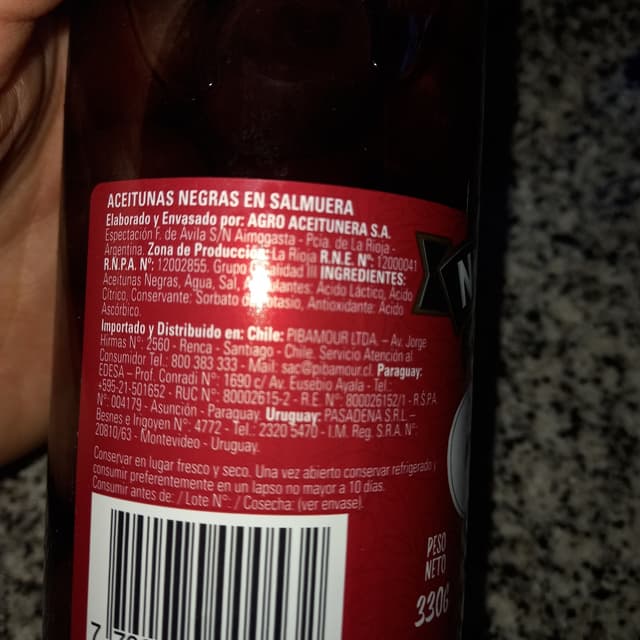 ACEITUNAS NEGRAS EN SALMUERA
Elaborado y Envasado por: AGRO ACEITUNERA S.A.
Espectación F. de Ávila S/N Aimogasta - Pcia. de La Rioja -
Argentina. Zona de Producción: La Rioja R.N.E. N°: 12000041
R.Ñ.P.A. N°: 12002855. Grupo Calidad III INGREDIENTES:
Aceitunas Negras, Agua, Sal, Acidulantes: Ácido Láctico, Ácido
Cítrico, Conservante: Sorbato de Potasio, Antioxidante: Ácido
Ascórbico.
Importado y Distribuido en: Chile: PIBAMOUR LTDA. – Av. Jorge
Hirmas N°: 2560 - Renca - Santiago - Chile. Servicio Atención al
Consumidor Tel.: 800 383 333 - Mail: sac@pibamour.cl Paraguay:
EDESA – Prof. Conradi N°: 1690 c/ Av. Eusebio Ayala - Tel.:
+595-21-501652 - RUC N°: 80002615-2 - R.E. N°: 800026152/1 - R.S.P.A.
N°: 004179 - Asunción - Paraguay. Uruguay: PASADENA S.R.L –
Besnes e Irigoyen N°: 4772 - Tel.: 2320 5470 - I.M. Reg. S.R.A. N°:
20810/63 - Montevideo - Uruguay.
Conservar en lugar fresco y seco. Una vez abierto conservar refrigerado y
consumir preferentemente en un lapso no mayor a 10 días.
Consumir antes de: / Lote N°: / Cosecha: (ver envase).
N
PESO
NETO
330G